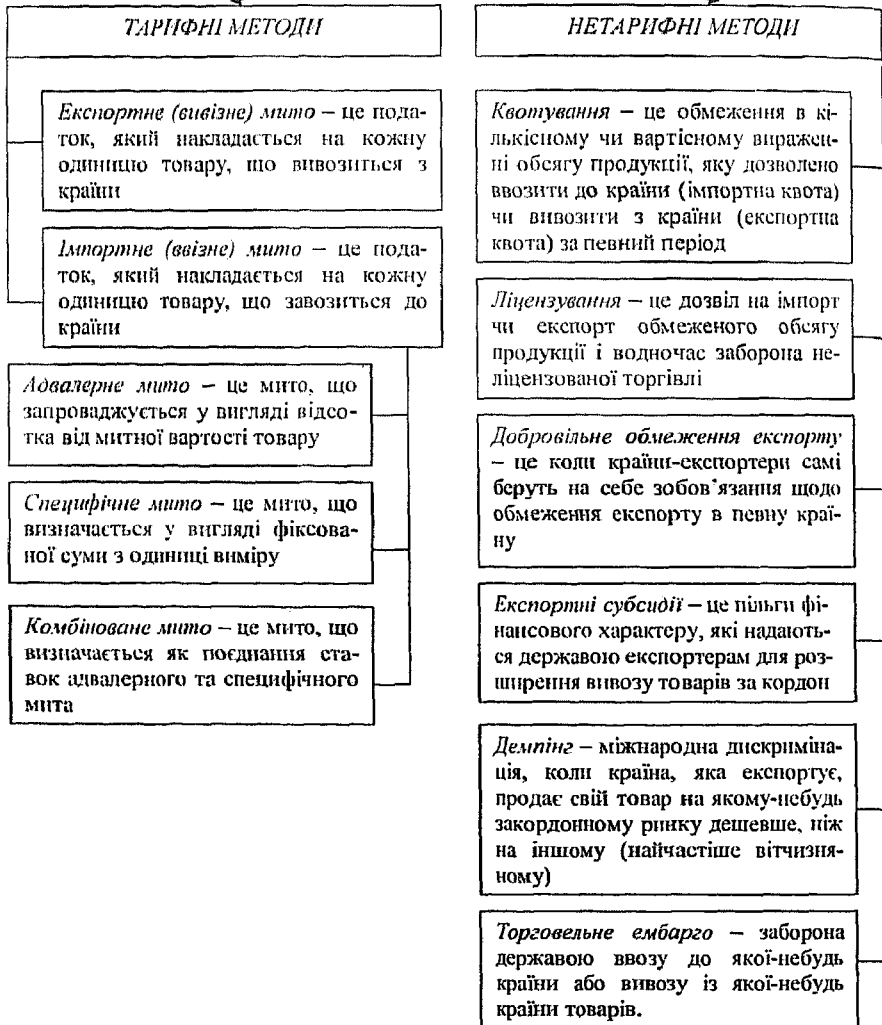 ТАРИФНІ МЕТОДИ
Експортне (вивізне) мито – це пода-
ток, який накладається на кожну
одиницю товару, що вивозиться з
країни
Імпортне (ввізне) мито – це пода-
ток, який накладається на кожну
одиницю товару, що завозиться до
країни
Адвалерне мито – це мито, що
запроваджується у вигляді відсо-
тка від митної вартості товару
Специфічне мито – це мито, що
визначається у вигляді фіксова-
ної суми з одиниці виміру
Комбіноване мито – це мито, що
визначається як поєднання ста-
вок адвалерного та специфічного
мита
НЕТАРИФНІ МЕТОДИ
Квотування – це обмеження в кі-
лькісному чи вартісному виражен-
ні обсягу продукції, яку дозволено
ввозити до країни (імпортна квота)
чи вивозити з країни (експортна
квота) за певний період
Ліцензування – це дозвіл на імпорт
чи експорт обмеженого обсягу
продукції і водночас заборона не-
ліцензованої торгівлі
Добровільне обмеження експорту
– це коли країни-експортери самі
беруть на себе зобов'язання щодо
обмеження експорту в певну краї-
ну
Експортні субсидії – це пільги фі-
нансового характеру, які надають-
ся державою експортерам для роз-
ширення вивозу товарів за кордон
Демпінг – міжнародна дискриміна-
ція, коли країна, яка експортує,
продає свій товар на якому-небудь
закордонному ринку дешевше, ніж
на іншому (найчастіше вітчизня-
ному)
Торговельне ембарго – заборона
державою ввозу до якої-небудь
країни або вивозу із якої-небудь
країни товарів.